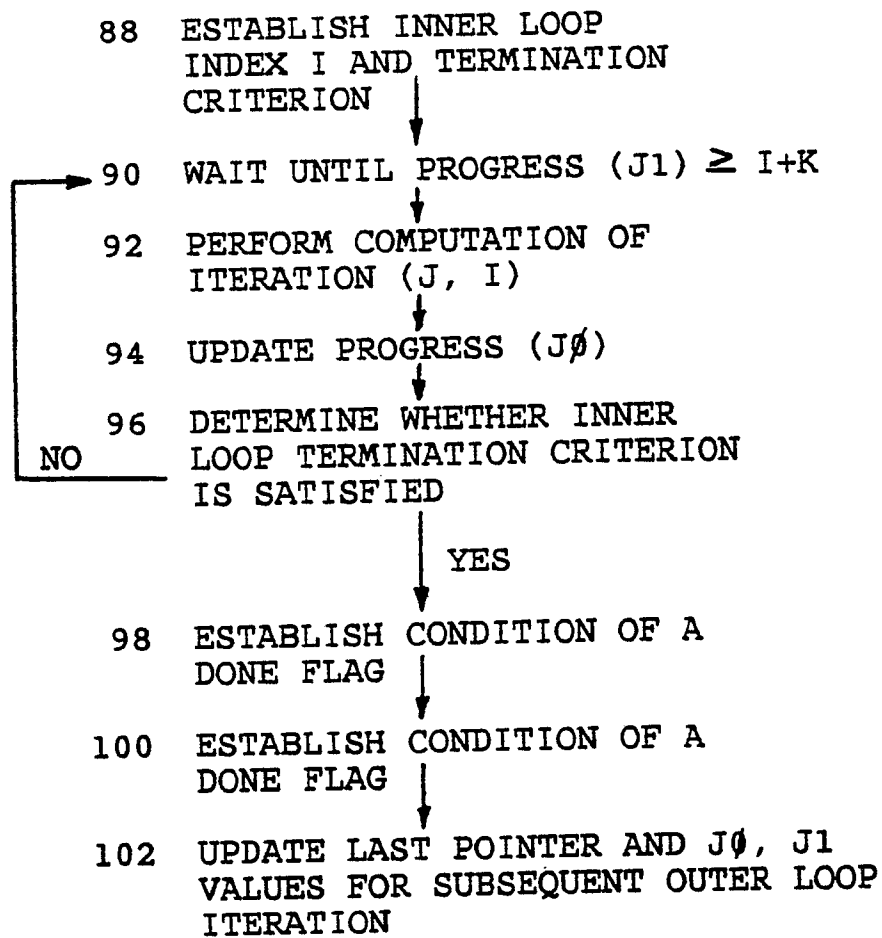 88 ESTABLISH INNER LOOP
INDEX I AND TERMINATION
CRITERION
90 WAIT UNTIL PROGRESS (J1) ≥ I+K
92 PERFORM COMPUTATION OF
ITERATION (J, I)
94 UPDATE PROGRESS (JØ)
96 DETERMINE WHETHER INNER
NO LOOP TERMINATION CRITERION
IS SATISFIED
YES
98 ESTABLISH CONDITION OF A
DONE FLAG
100 ESTABLISH CONDITION OF A
DONE FLAG
102 UPDATE LAST POINTER AND JØ, J1
VALUES FOR SUBSEQUENT OUTER LOOP
ITERATION